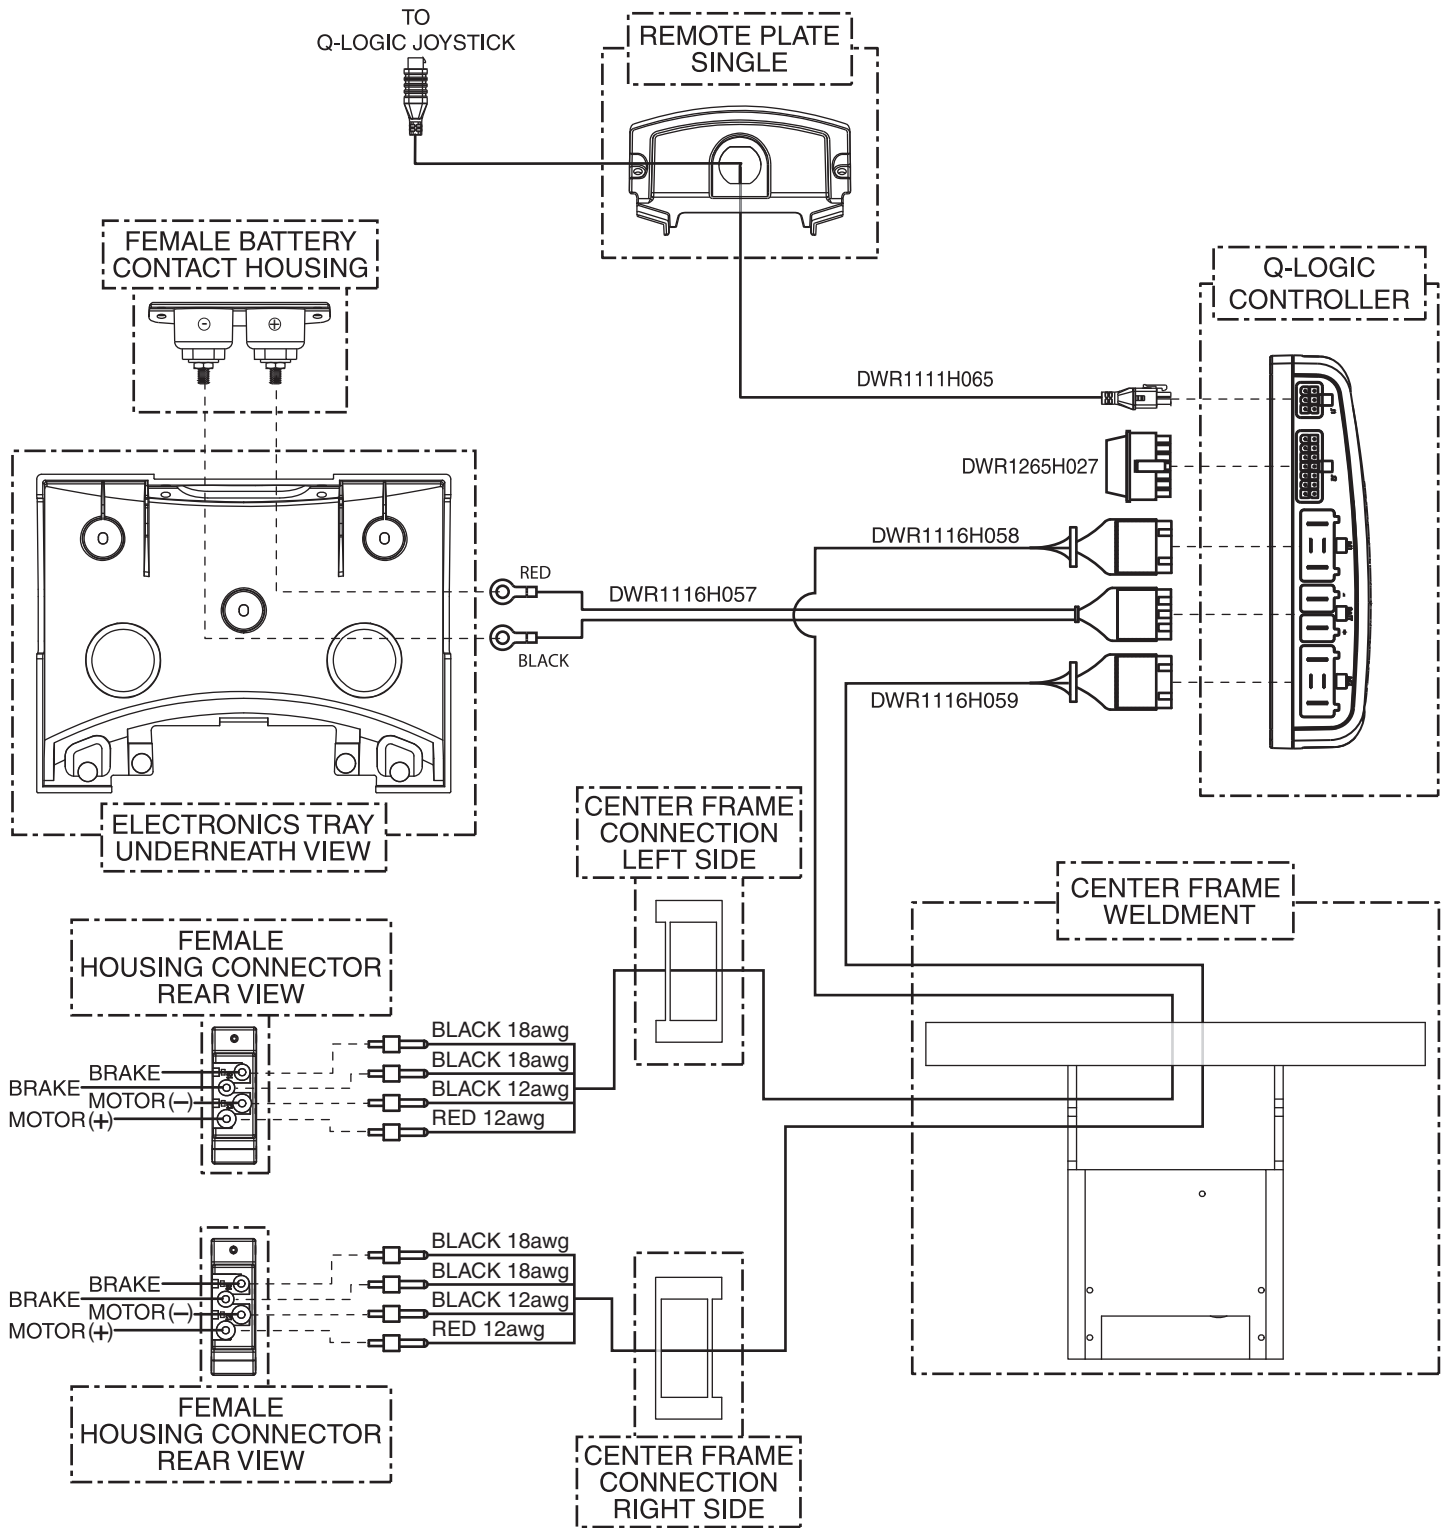 TO
Q-LOGIC JOYSTICK
REMOTE PLATE
SINGLE
FEMALE BATTERY
CONTACT HOUSING
Q-LOGIC
CONTROLLER
-
+
DWR1111H065
DWR1265H027
DWR1116H058
RED
DWR1116H057
BLACK
DWR1116H059
ELECTRONICS TRAY
UNDERNEATH VIEW
CENTER FRAME
CONNECTION
LEFT SIDE
CENTER FRAME
WELDMENT
FEMALE
HOUSING CONNECTOR
REAR VIEW
BLACK 18awg
BLACK 18awg
BLACK 12awg
RED 12awg
BRAKE
BRAKE
MOTOR (-)
MOTOR (+)
BLACK 18awg
BLACK 18awg
BLACK 12awg
RED 12awg
BRAKE
BRAKE
MOTOR (-)
MOTOR (+)
FEMALE
HOUSING CONNECTOR
REAR VIEW
CENTER FRAME
CONNECTION
RIGHT SIDE